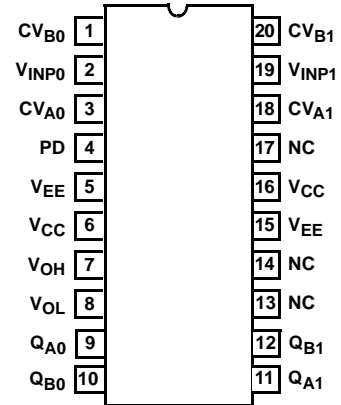 CVB0 1 20 CVB1
VINP0 2 19 VINP1
CVA0 3 18 CVA1
PD 4 17 NC
VEE 5 16 VCC
VCC 6 15 VEE
VOH 7 14 NC
VOL 8 13 NC
QA0 9 12 QB1
QB0 10 11 QA1